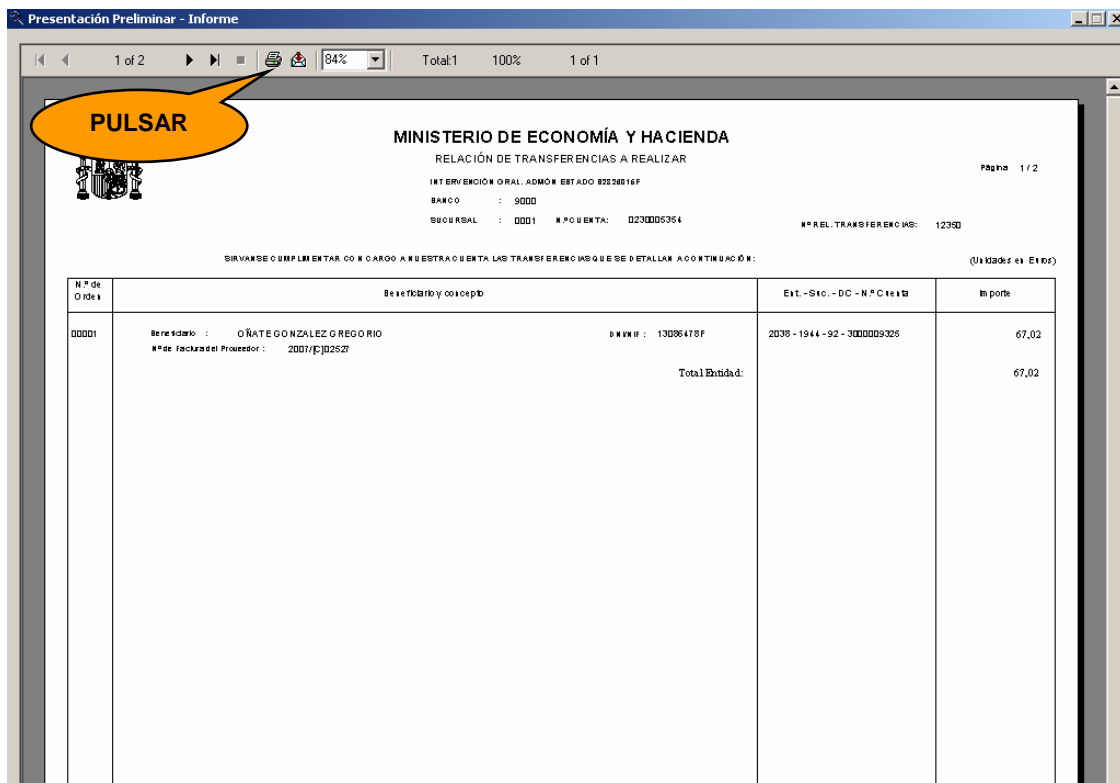 Presentación Preliminar - Informe
1 of 2 84% Total:1 100% 1 of 1
PULSAR
MINISTERIO DE ECONOMÍA Y HACIENDA
RELACIÓN DE TRANSFERENCIAS A REALIZAR
Página 1 / 2
INTERVENCIÓN GRAL. ADMÓN ESTADO
BANCO : 9000
SUCURSAL : 0001 N.º CUENTA: 0230005354
Nº REL. TRANSFERENCIAS: 12350
SIRVANSE CUMPLIMENTAR CON CARGO A NUESTRA CUENTA LAS TRANSFERENCIAS QUE SE DETALLAN A CONTINUACIÓN:
(Unidades en Euros)
N.º de Orden Beneficiario y concepto Ent. - Suc. - DC - N.º Cuenta Importe
00001 Beneficiario : OÑATE GONZALEZ GREGORIO DNI/NIF : 13086478F 2038 - 1944 - 92 - 3000009325 67,02
Nº de Factura del Proveedor : 2007/[C]02527
Total Entidad: 67,02